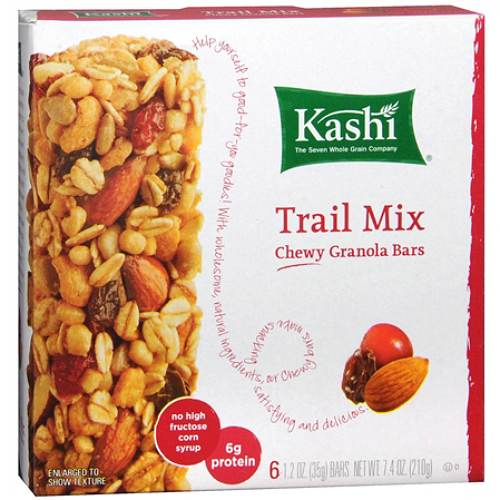 Kashi
The Seven Whole Grain Company
®
Trail Mix
Chewy Granola Bars
Help yourself to good-for-you goodies! With wholesome, natural ingredients, our Chewy Bars make snacking satisfying and delicious.
no high
fructose
corn
syrup
6g
protein
ENLARGED TO
SHOW TEXTURE
6 1.2 OZ. (35g) BARS NET WT. 7.4 OZ. (210g)